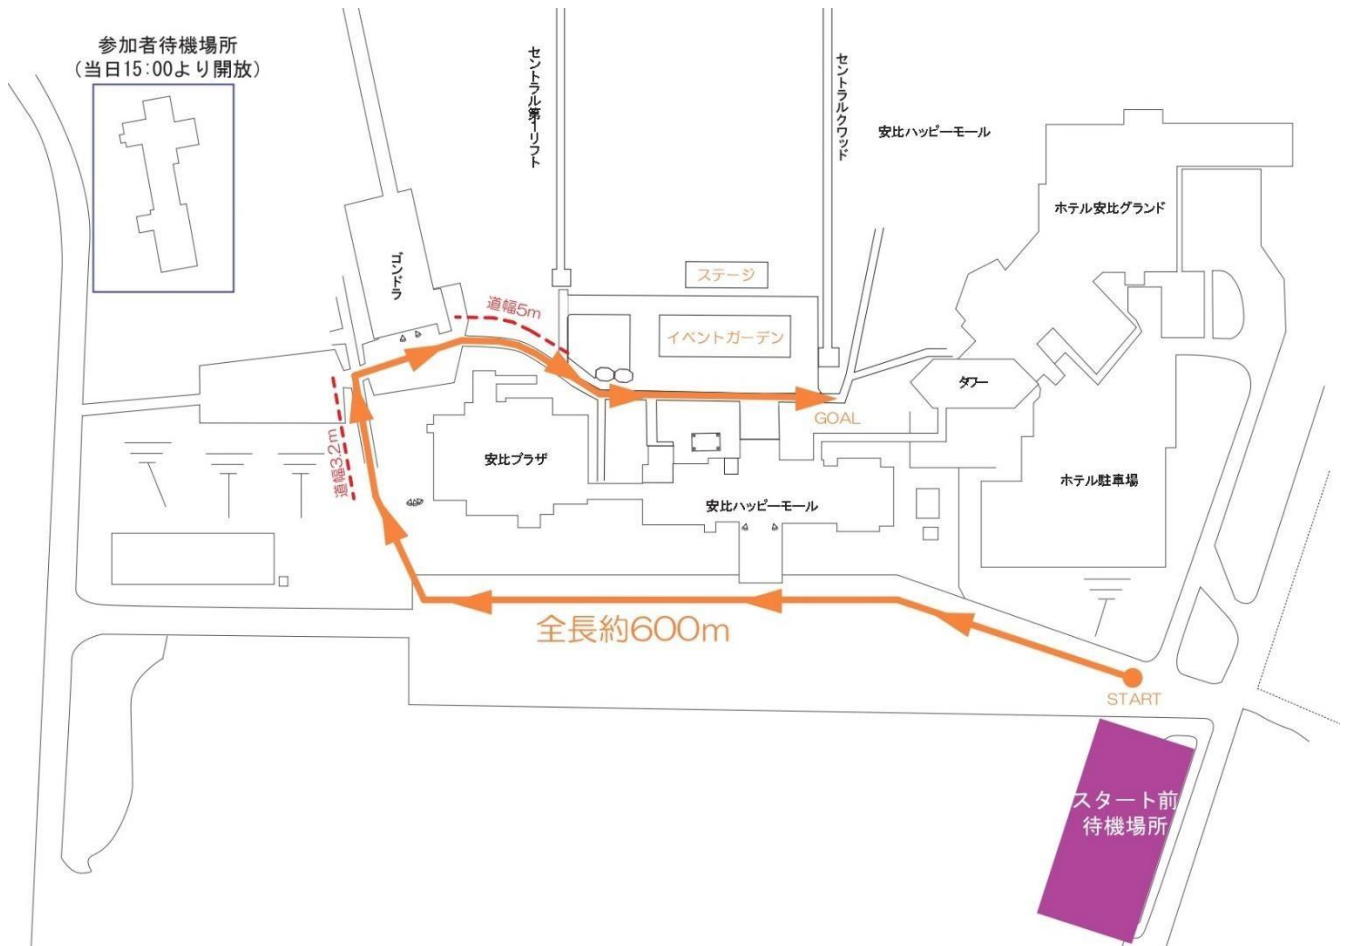 参加者待機場所
(当日15:00より開放)
セントラル第1リフト
セントラルクワッド
安比ハッピーモール
ホテル安比グランド
ゴンドラ
ステージ
道幅5m
イベントガーデン
タワー
GOAL
道幅3.2m
安比プラザ
ホテル駐車場
安比ハッピーモール
全長約600m
START
スタート前
待機場所